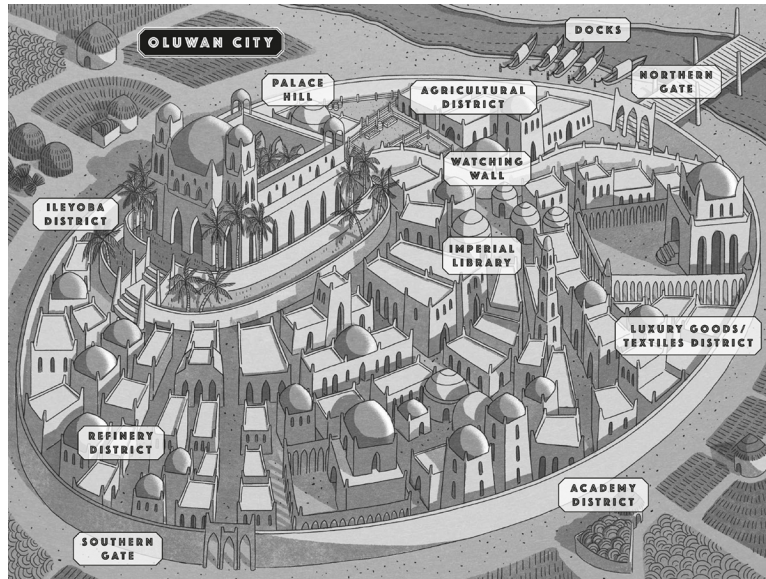 OLUWAN CITY
DOCKS
PALACE
HILL
AGRICULTURAL
DISTRICT
NORTHERN
GATE
WATCHING
WALL
ILEYOBA
DISTRICT
IMPERIAL
LIBRARY
LUXURY GOODS/
TEXTILES DISTRICT
REFINERY
DISTRICT
ACADEMY
DISTRICT
SOUTHERN
GATE